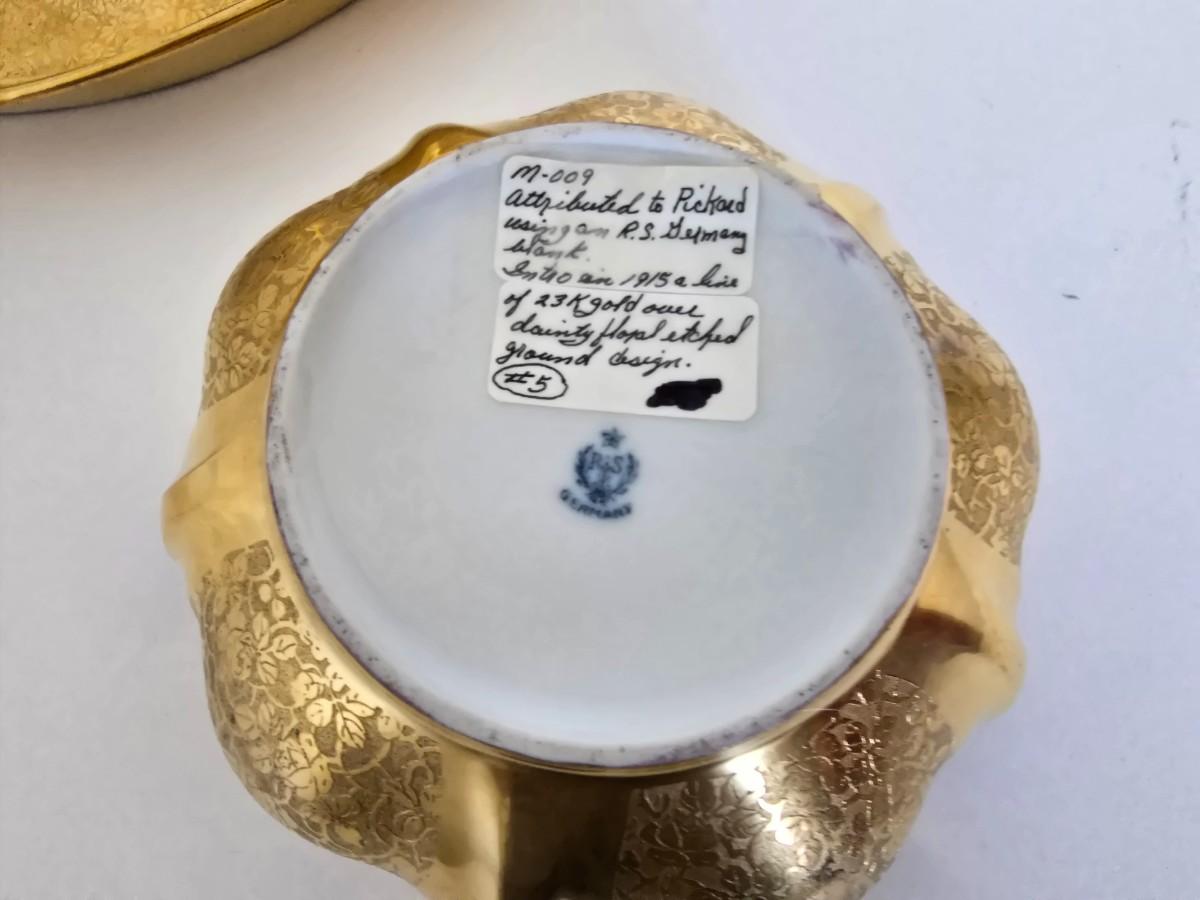 M-009
Attributed to Pickard
using an R.S. Germany
blank.
Intro in 1915 a line
of 23K gold over
dainty floral etched
ground design.
#5
R S
GERMANY